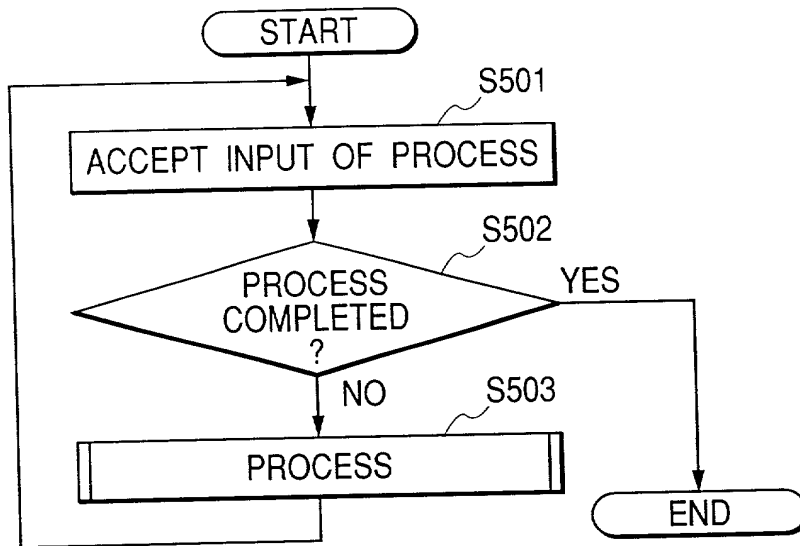 START
S501
ACCEPT INPUT OF PROCESS
S502
PROCESS
COMPLETED
?
YES
NO
S503
PROCESS
END